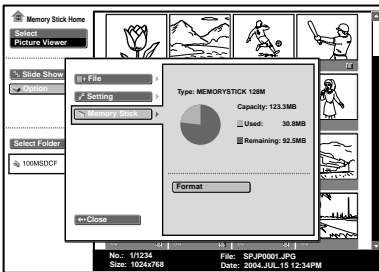 Memory Stick Home
Select
Picture Viewer
Slide Show
Option
Select Folder
100MSDCF
File
Setting
Memory Stick
Close
Type: MEMORYSTICK 128M
Capacity: 123.3MB
Used: 30.8MB
Remaining: 92.5MB
Format
No.: 1/1234
File: SPJP0001.JPG
Size: 1024x768
Date: 2004.JUL.15 12:34PM